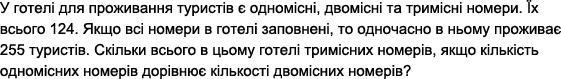 У готелі для проживання туристів є одномісні, двомісні та тримісні номери. Їх
всього 124. Якщо всі номери в готелі заповнені, то одночасно в ньому проживає
255 туристів. Скільки всього в цьому готелі тримісних номерів, якщо кількість
одномісних номерів дорівнює кількості двомісних номерів?